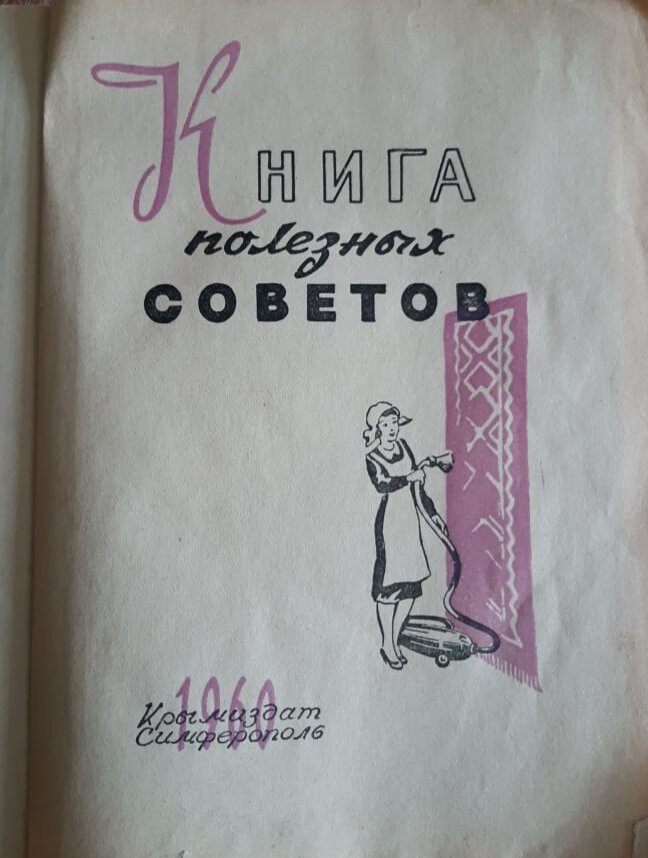 Книга
полезных
СОВЕТОВ
1960
Крымиздат
Симферополь